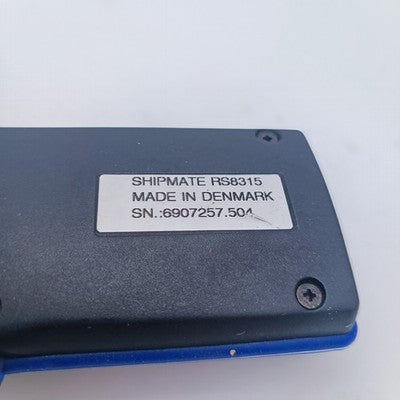 SHIPMATE RS8315
MADE IN DENMARK
SN.:6907257.504